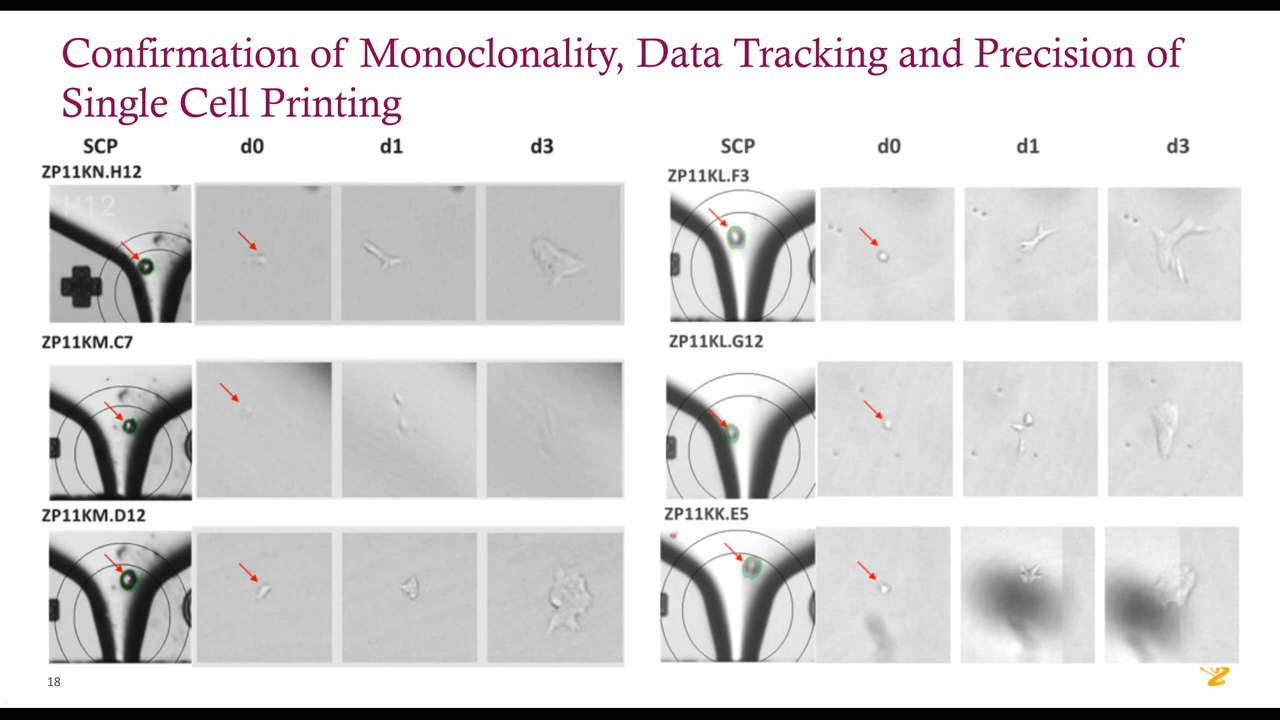 Confirmation of Monoclonality, Data Tracking and Precision of
Single Cell Printing
SCP d0 d1 d3
ZP11KN.H12
H12
ZP11KM.C7
ZP11KM.D12
SCP d0 d1 d3
ZP11KL.F3
ZP11KL.G12
ZP11KK.E5
18